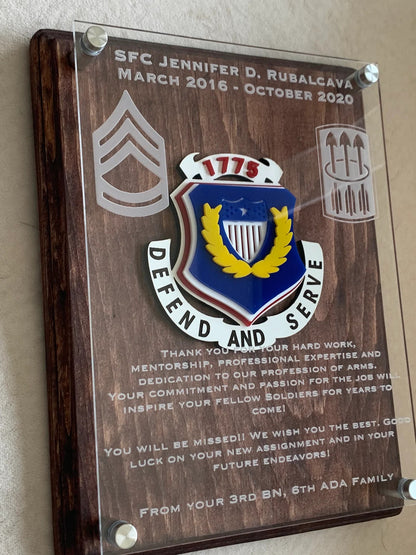 SFC Jennifer D. Rubalcava
March 2016 - October 2020
1775
DEFEND AND SERVE
Thank you for your hard work,
mentorship, professional expertise and
dedication to our profession of arms.
Your commitment and passion for the job will
inspire your fellow Soldiers for years to
come!
You will be missed!! We wish you the best. Good
luck on your new assignment and in your
future endeavors!
From your 3rd BN, 6th ADA Family